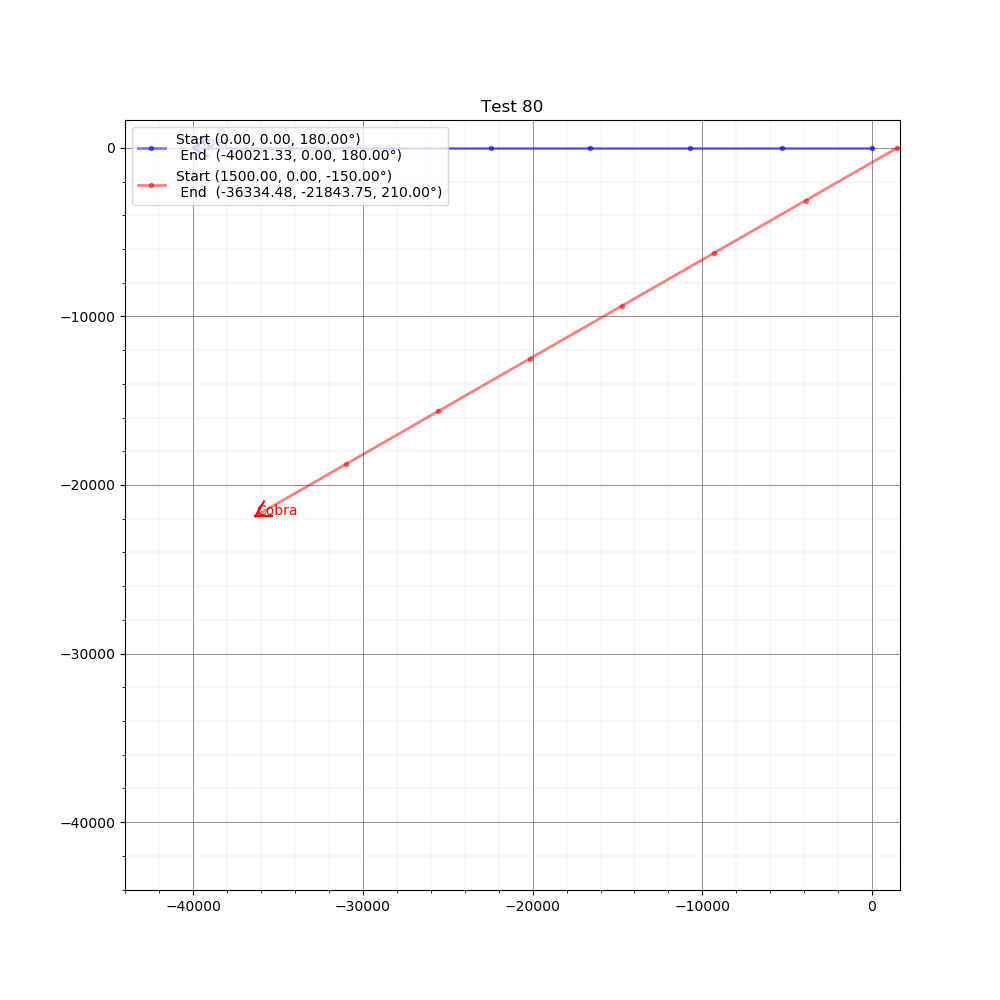 Test 80
Start (0.00, 0.00, 180.00°)
End  (-40021.33, 0.00, 180.00°)
Start (1500.00, 0.00, -150.00°)
End  (-36334.48, -21843.75, 210.00°)
0
−10000
−20000
−30000
−40000
Cobra
−40000
−30000
−20000
−10000
0